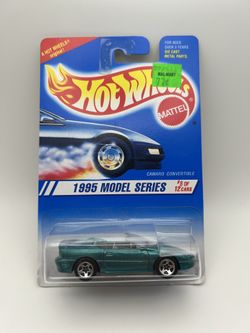 A HOT WHEELS
original!
FOR AGES
OVER 3 YEARS
DIE CAST
METAL PARTS
WALMART
Hot Wheels
MATTEL
CAMARO CONVERTIBLE
1995 MODEL SERIES
OF
12 CARS